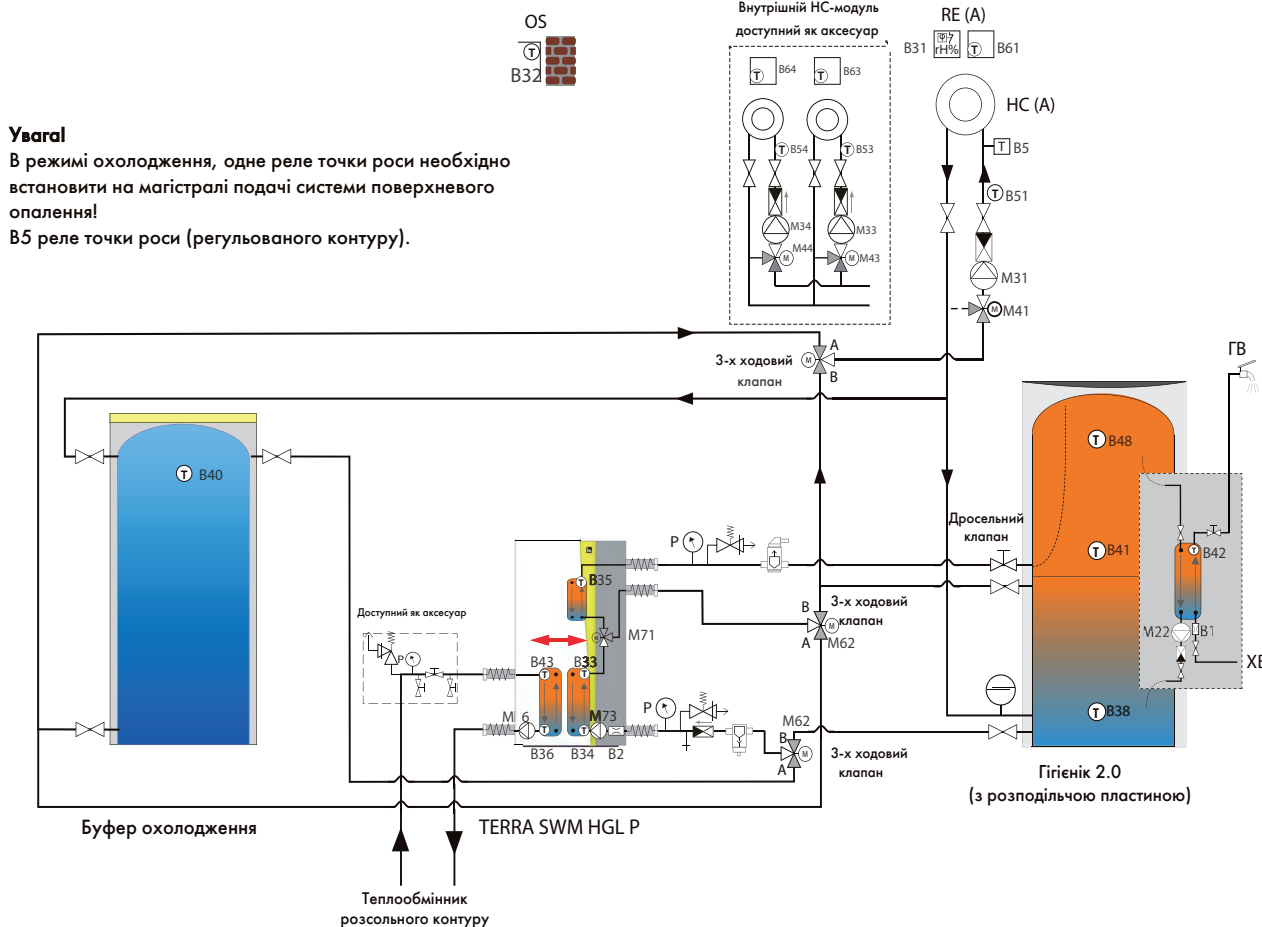 Внутрішній НС-модуль
доступний як аксесуар
RE (A)
OS
T
B32
B31
rH%
T
B61
T
B64
T
B63
HC (A)
Увага!
В режимі охолодження, одне реле точки роси необхідно
встановити на магістралі подачі системи поверхневого
опалення!
В5 реле точки роси (регульованого контуру).
T
B54
T
B53
T
B5
T
B51
M34
M33
M44
M
M
M43
M31
M
M41
A
M
B
3-х ходовий
клапан
ГВ
T
B40
T
B48
Дросельний
клапан
T
B41
T
B42
P
T
B35
Доступний як аксесуар
P
M
M71
3-х ходовий
клапан
B
M
A
M62
M22
B1
B43
T
B33
T
P
T
B38
M73
T
T
B36
B34
B2
M62
B
M
A
3-х ходовий
клапан
Гігієнік 2.0
(з розподільчою пластиною)
Буфер охолодження
TERRA SWM HGL P
Теплообмінник
розсольного контуру